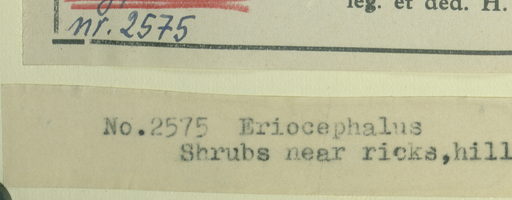 leg. et ded. H.
nr. 2575
No.2575 Eriocephalus
Shrubs near ricks,hill